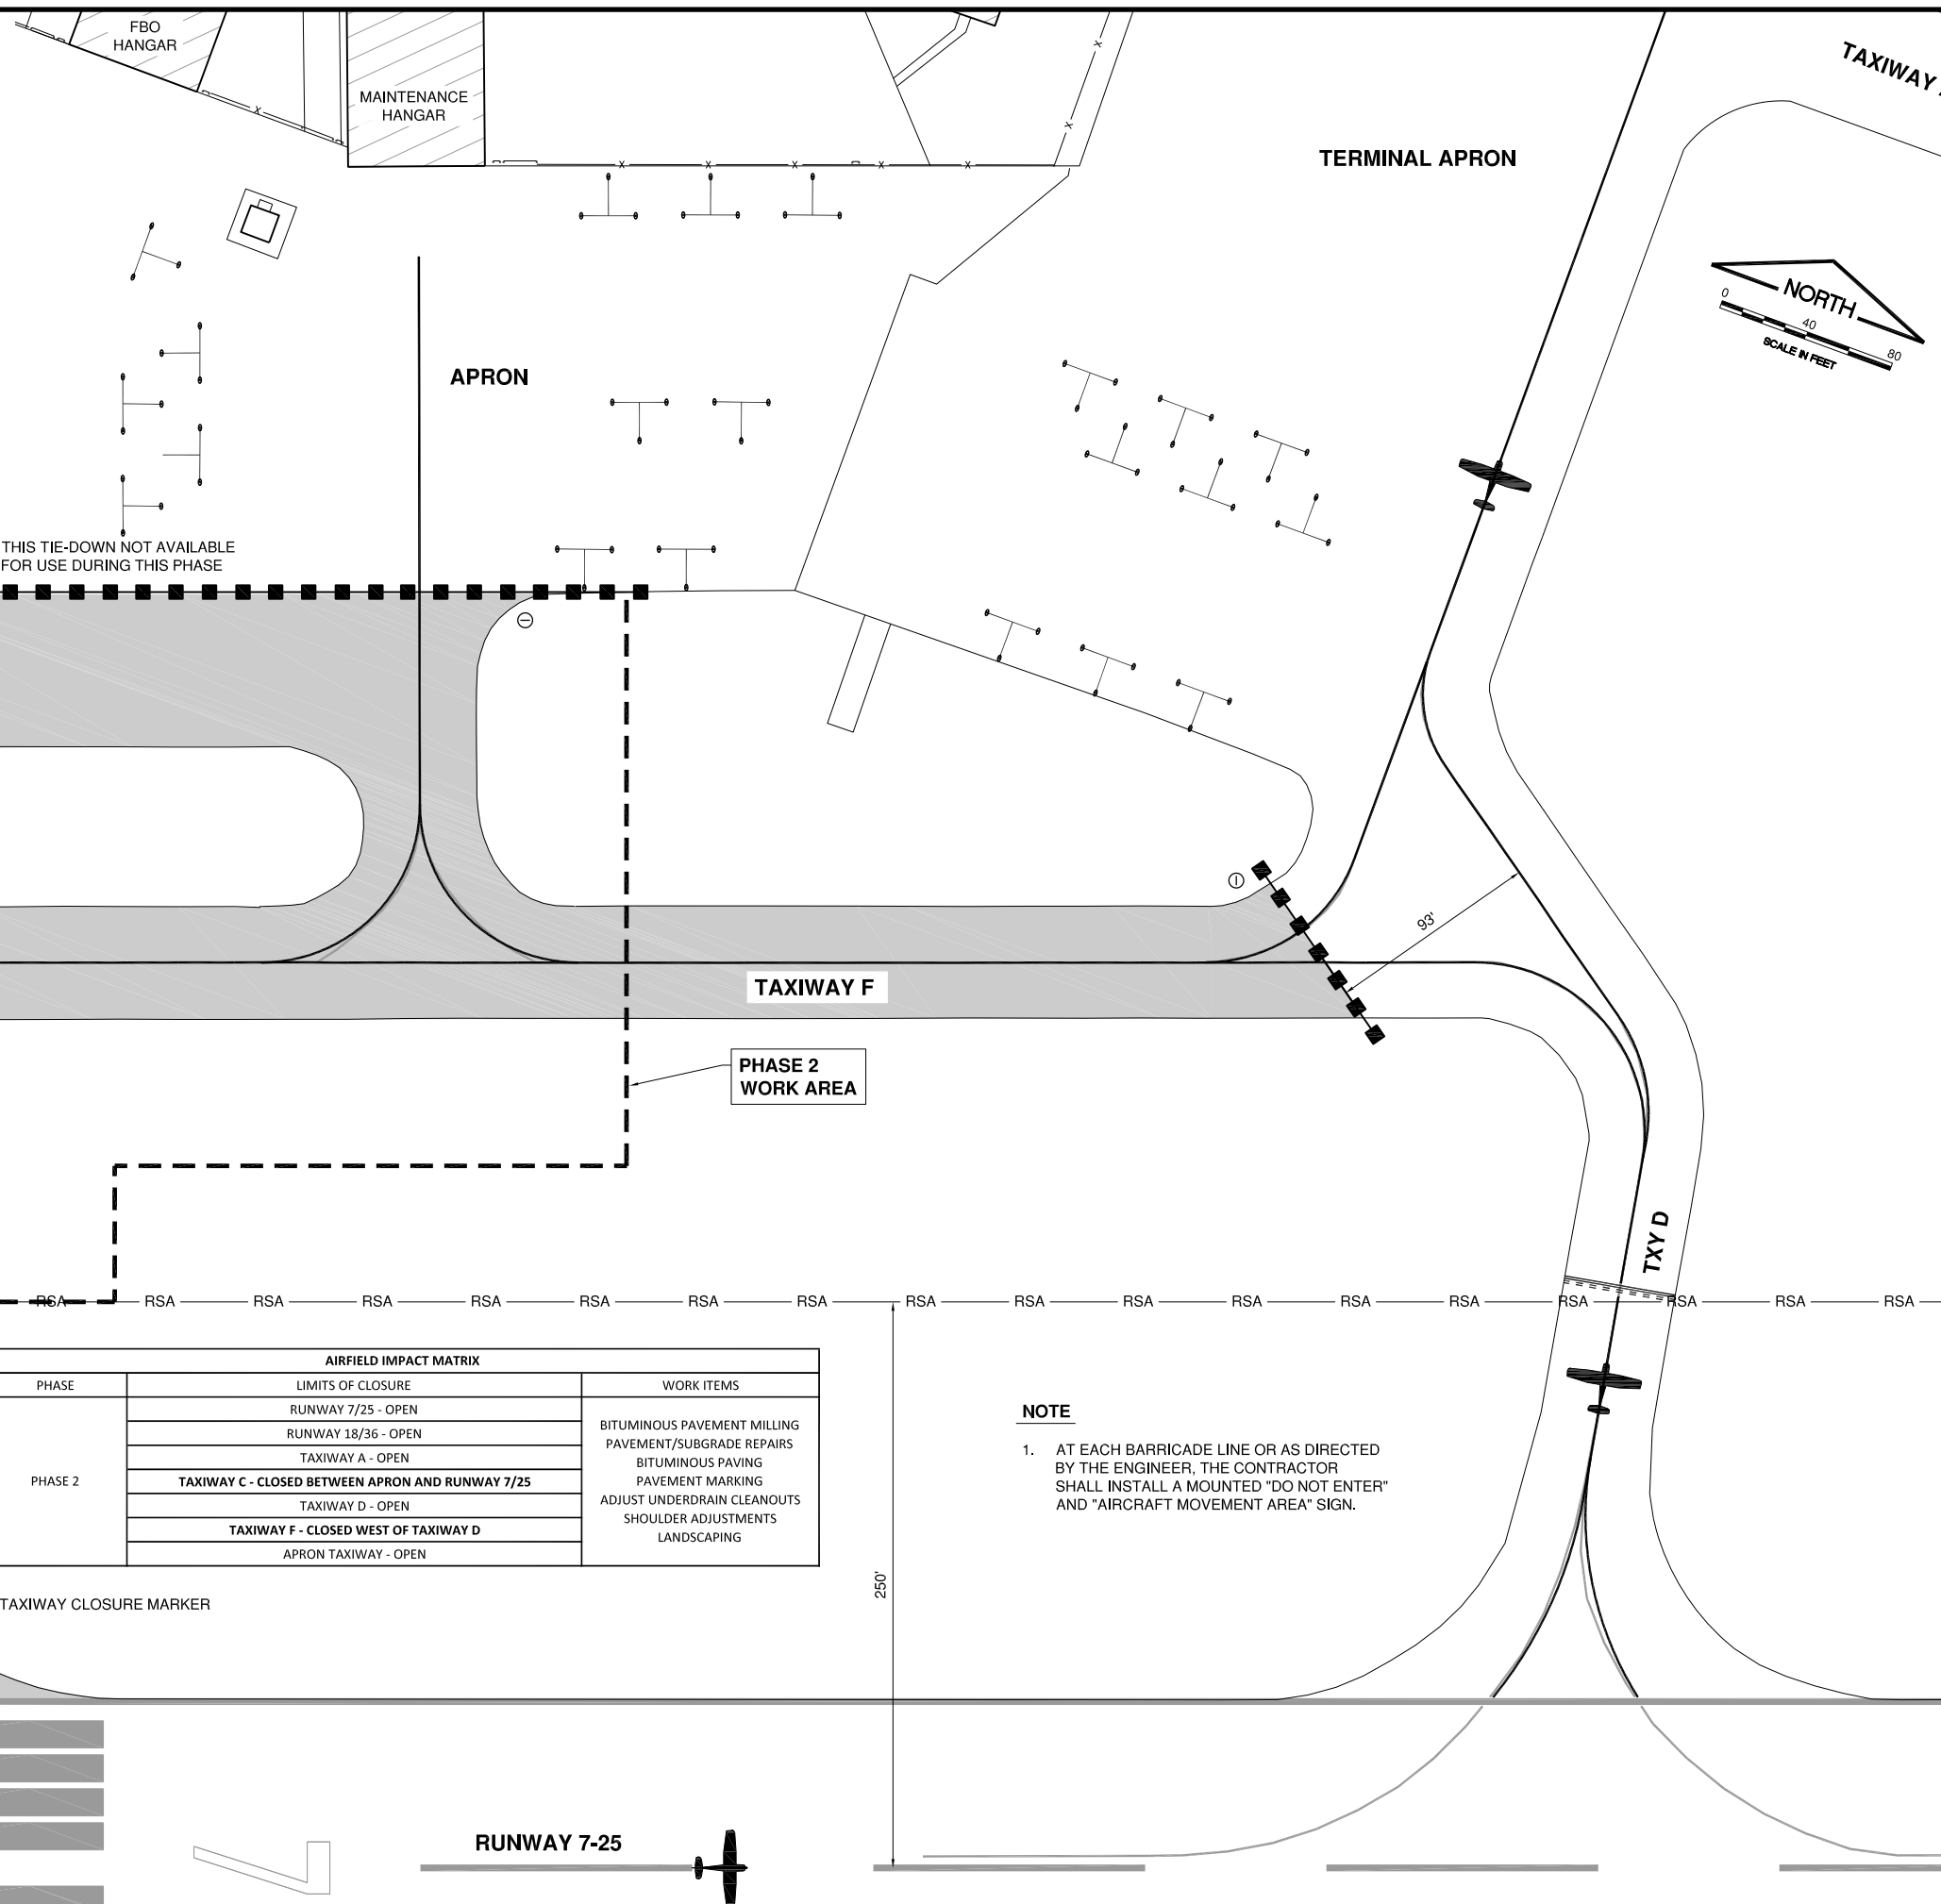 FBO
HANGAR
MAINTENANCE
HANGAR
TERMINAL APRON
TAXIWAY
NORTH
0
40
80
SCALE IN FEET
APRON
THIS TIE-DOWN NOT AVAILABLE
FOR USE DURING THIS PHASE
93'
TAXIWAY F
PHASE 2
WORK AREA
TXY D
RSA RSA RSA RSA RSA RSA RSA RSA RSA RSA RSA RSA RSA RSA RSA RSA RSA RSA
AIRFIELD IMPACT MATRIX
PHASE LIMITS OF CLOSURE WORK ITEMS
PHASE 2
RUNWAY 7/25 - OPEN
RUNWAY 18/36 - OPEN
TAXIWAY A - OPEN
TAXIWAY C - CLOSED BETWEEN APRON AND RUNWAY 7/25
TAXIWAY D - OPEN
TAXIWAY F - CLOSED WEST OF TAXIWAY D
APRON TAXIWAY - OPEN
BITUMINOUS PAVEMENT MILLING
PAVEMENT/SUBGRADE REPAIRS
BITUMINOUS PAVING
PAVEMENT MARKING
ADJUST UNDERDRAIN CLEANOUTS
SHOULDER ADJUSTMENTS
LANDSCAPING
NOTE
1. AT EACH BARRICADE LINE OR AS DIRECTED
BY THE ENGINEER, THE CONTRACTOR
SHALL INSTALL A MOUNTED "DO NOT ENTER"
AND "AIRCRAFT MOVEMENT AREA" SIGN.
250'
TAXIWAY CLOSURE MARKER
7
RUNWAY 7-25